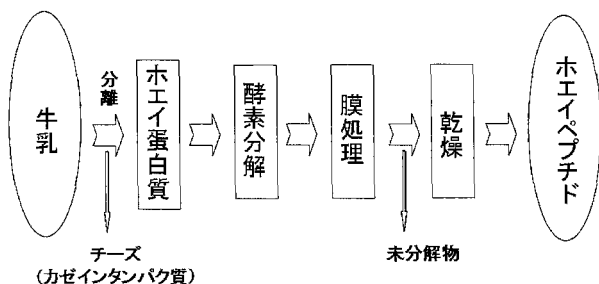 牛乳
分離
ホエイ蛋白質
酵素分解
膜処理
乾燥
ホエイペプチド
チーズ
(カゼインタンパク質)
未分解物